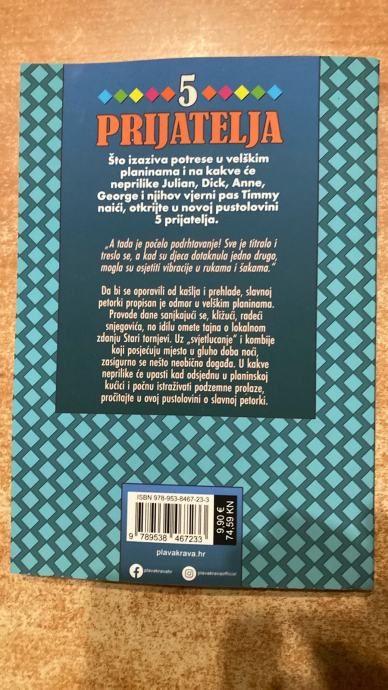 5
PRIJATELJA
Što izaziva potrese u velškim
planinama i na kakve će
neprilike Julian, Dick, Anne,
George i njihov vjerni pas Timmy
naići, otkrijte u novoj pustolovini
5 prijatelja.
„A tada je počelo podrhtavanje! Sve je titralo i
treslo se, a kad su djeca dotaknula jedno drugo,
mogla su osjetiti vibracije u rukama i šakama.“
Da bi se oporavili od kašlja i prehlade, slavnoj
petorki propisan je odmor u velškim planinama.
Provode dane sanjkajući se, kližući, radeći
snjegovića, no idilu omete tajna o lokalnom
zdanju Stari tornjevi. Uz „svjetlucanje“ i kombije
koji posjećuju mjesto u gluho doba noći,
zasigurno se nešto neobično događa. U kakve
neprilike će upasti kad odsjednu u planinskoj
kućici i počnu istraživati podzemne prolaze,
pročitajte u ovoj pustolovini o slavnoj petorki.
ISBN 978-953-8467-23-3
9 789538 467233
9,90 €
74,59 KN
plavakrava.hr
plavakravahr
plavakravaofficial